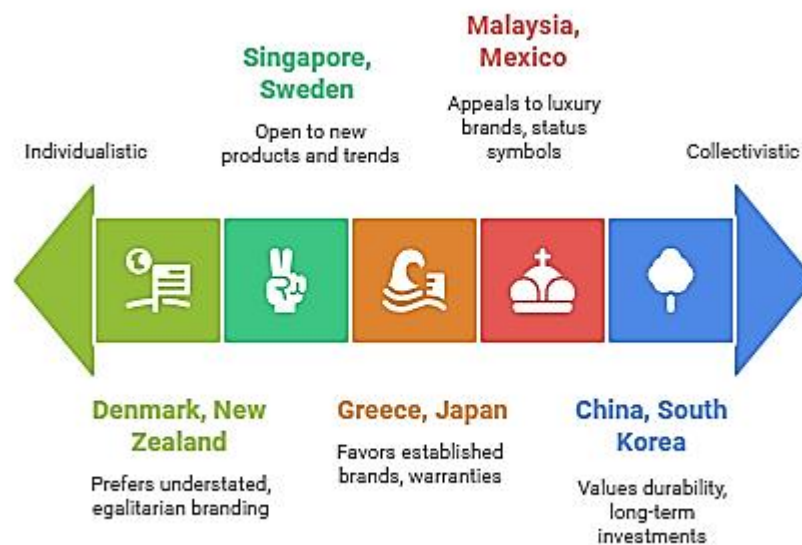 Malaysia,
Mexico
Appeals to luxury
brands, status
symbols
Singapore,
Sweden
Open to new
products and trends
Individualistic
Collectivistic
Denmark, New
Zealand
Prefers understated,
egalitarian branding
Greece, Japan
Favors established
brands, warranties
China, South
Korea
Values durability,
long-term
investments